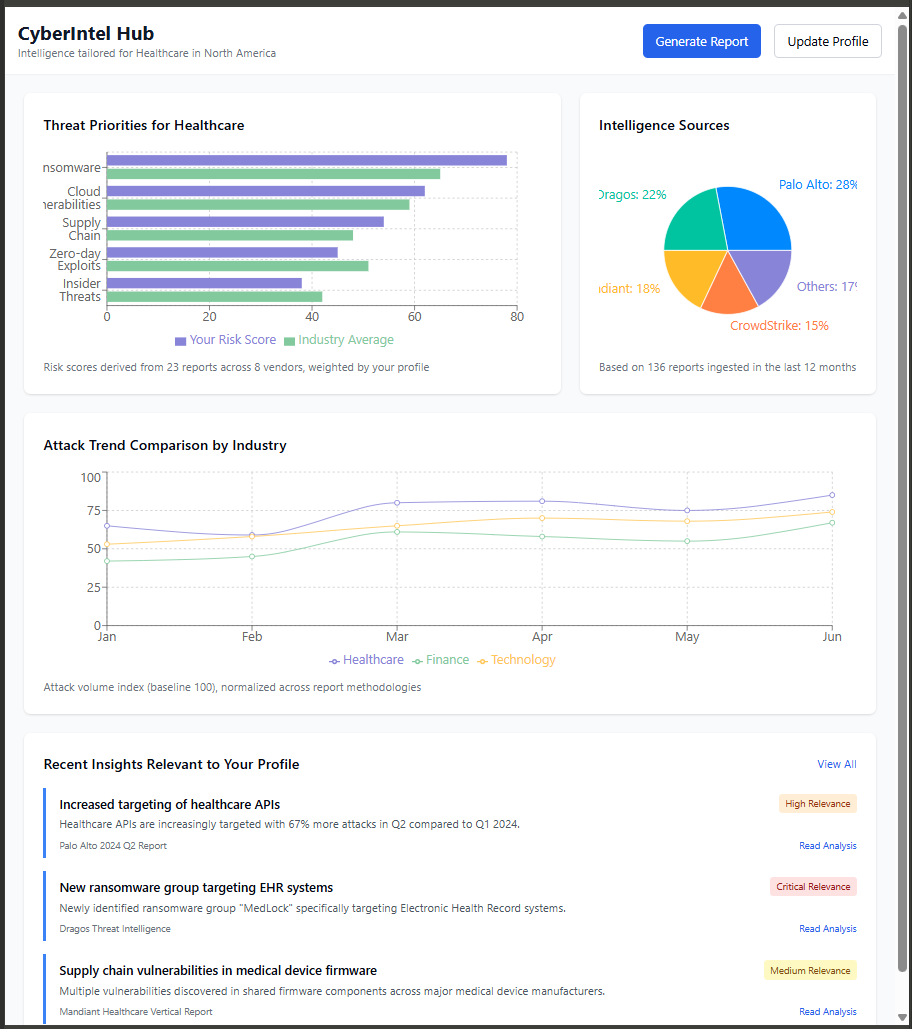 CyberIntel Hub
Intelligence tailored for Healthcare in North America
Generate Report
Update Profile
Threat Priorities for Healthcare
nsomware
Cloud
nerabilities
Supply
Chain
Zero-day
Exploits
Insider
Threats
0 20 40 60 80
Your Risk Score Industry Average
Risk scores derived from 23 reports across 8 vendors, weighted by your profile
Intelligence Sources
Palo Alto: 28%
Dragos: 22%
diant: 18%
Others: 17%
CrowdStrike: 15%
Based on 136 reports ingested in the last 12 months
Attack Trend Comparison by Industry
100
75
50
25
0
Jan Feb Mar Apr May Jun
Healthcare Finance Technology
Attack volume index (baseline 100), normalized across report methodologies
Recent Insights Relevant to Your Profile
View All
Increased targeting of healthcare APIs
High Relevance
Healthcare APIs are increasingly targeted with 67% more attacks in Q2 compared to Q1 2024.
Palo Alto 2024 Q2 Report
Read Analysis
New ransomware group targeting EHR systems
Critical Relevance
Newly identified ransomware group "MedLock" specifically targeting Electronic Health Record systems.
Dragos Threat Intelligence
Read Analysis
Supply chain vulnerabilities in medical device firmware
Medium Relevance
Multiple vulnerabilities discovered in shared firmware components across major medical device manufacturers.
Mandiant Healthcare Vertical Report
Read Analysis